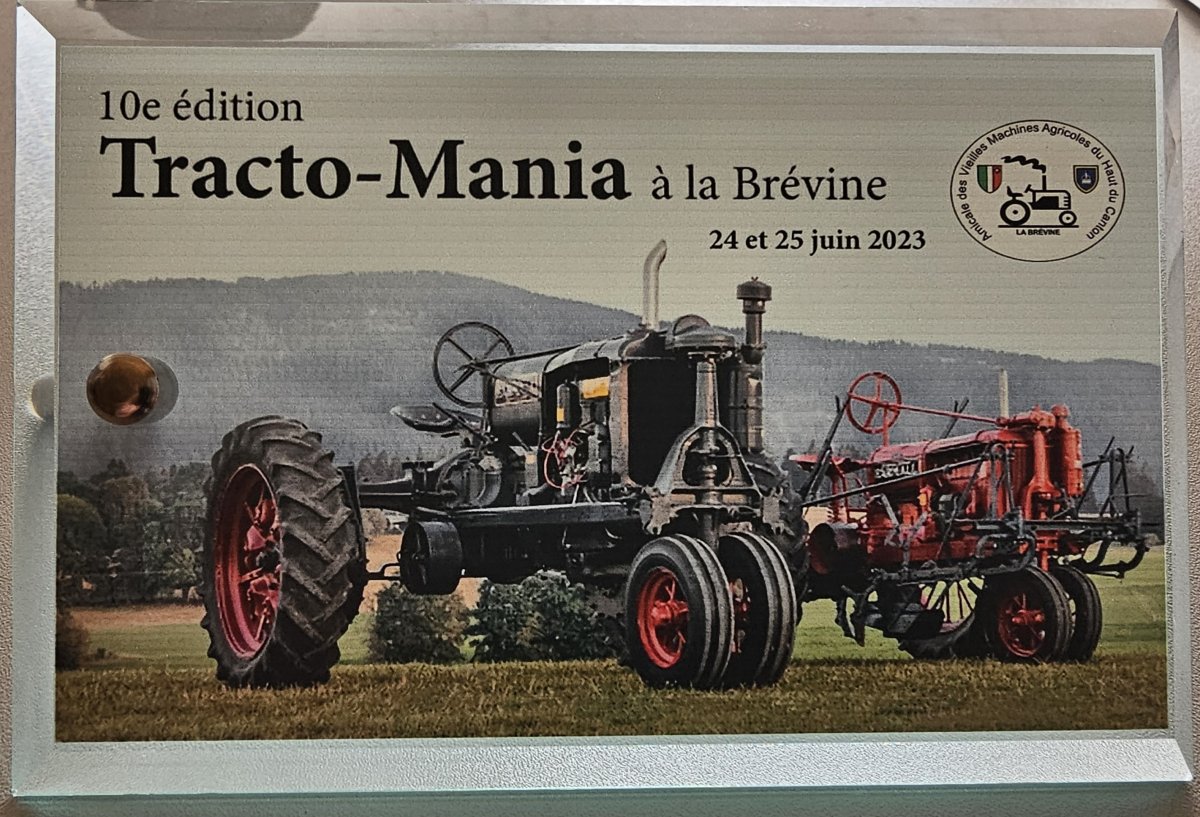 10e édition
Tracto-Mania à la Brévine
24 et 25 juin 2023
Amicale des Vieilles Machines Agricoles du Haut du Canton
LA BRÉVINE
FARMALL